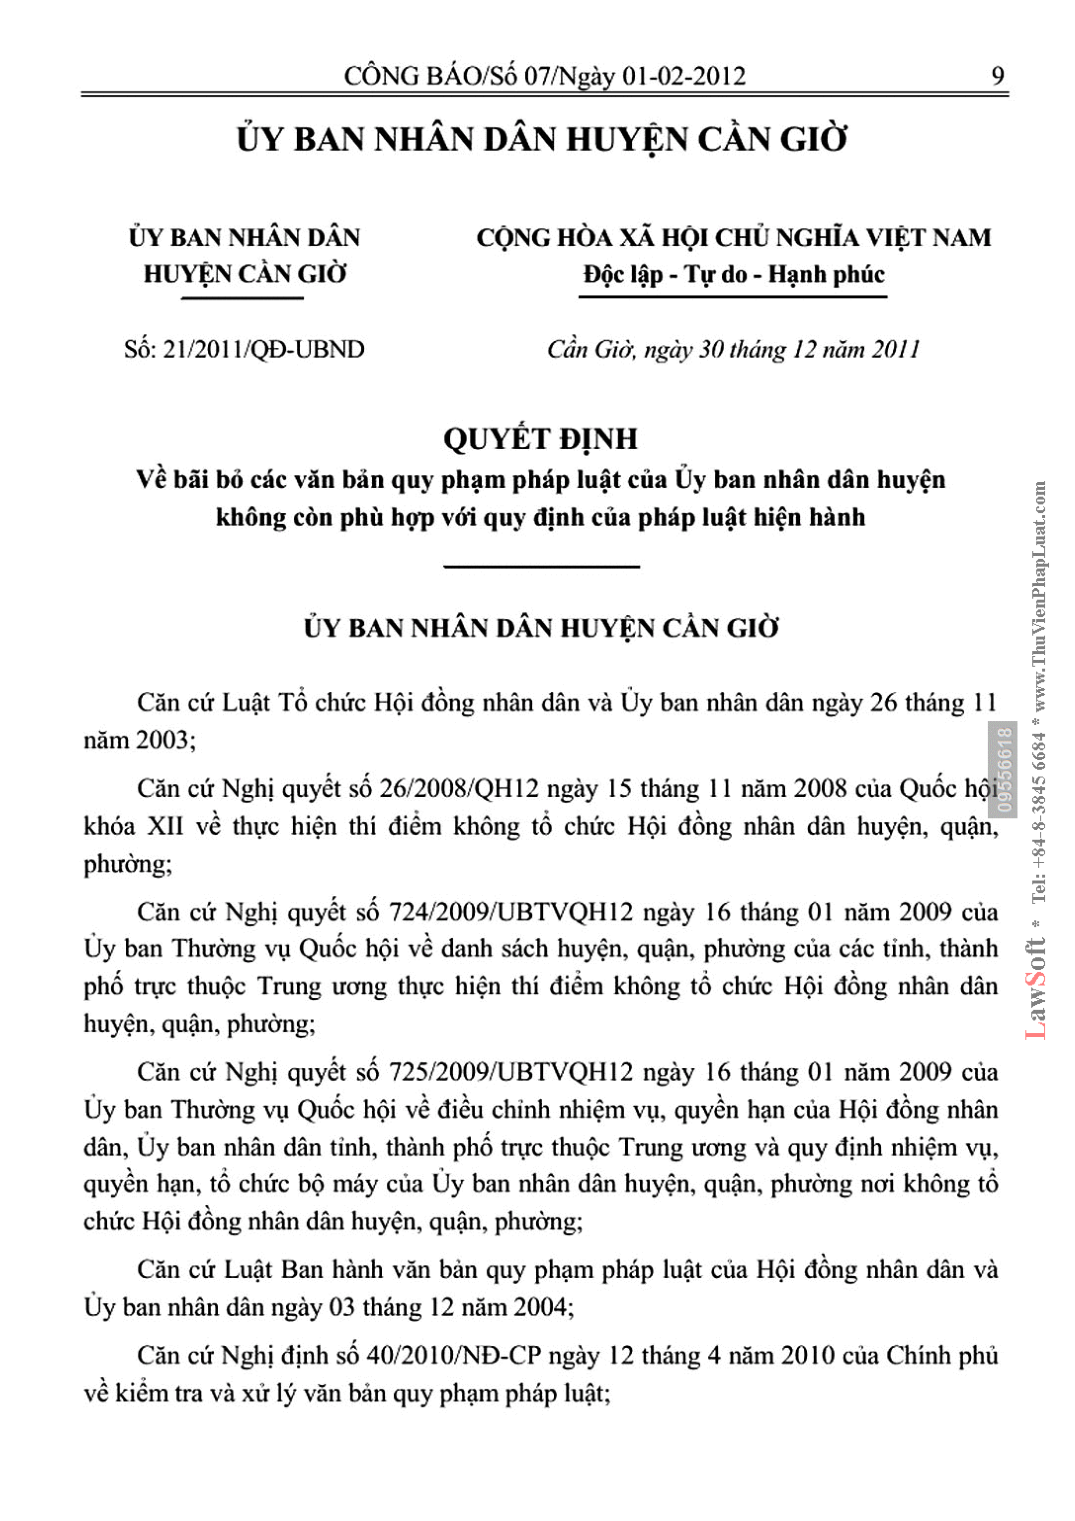 CÔNG BÁO/Số 07/Ngày 01-02-2012 9
ỦY BAN NHÂN DÂN HUYỆN CẦN GIỜ
ỦY BAN NHÂN DÂN
HUYỆN CẦN GIỜ
CỘNG HÒA XÃ HỘI CHỦ NGHĨA VIỆT NAM
Độc lập - Tự do - Hạnh phúc
Số: 21/2011/QĐ-UBND
Cần Giờ, ngày 30 tháng 12 năm 2011
QUYẾT ĐỊNH
Về bãi bỏ các văn bản quy phạm pháp luật của Ủy ban nhân dân huyện
không còn phù hợp với quy định của pháp luật hiện hành
ỦY BAN NHÂN DÂN HUYỆN CẦN GIỜ
Căn cứ Luật Tổ chức Hội đồng nhân dân và Ủy ban nhân dân ngày 26 tháng 11
năm 2003;
Căn cứ Nghị quyết số 26/2008/QH12 ngày 15 tháng 11 năm 2008 của Quốc hội
khóa XII về thực hiện thí điểm không tổ chức Hội đồng nhân dân huyện, quận,
phường;
Căn cứ Nghị quyết số 724/2009/UBTVQH12 ngày 16 tháng 01 năm 2009 của
Ủy ban Thường vụ Quốc hội về danh sách huyện, quận, phường của các tỉnh, thành
phố trực thuộc Trung ương thực hiện thí điểm không tổ chức Hội đồng nhân dân
huyện, quận, phường;
Căn cứ Nghị quyết số 725/2009/UBTVQH12 ngày 16 tháng 01 năm 2009 của
Ủy ban Thường vụ Quốc hội về điều chỉnh nhiệm vụ, quyền hạn của Hội đồng nhân
dân, Ủy ban nhân dân tỉnh, thành phố trực thuộc Trung ương và quy định nhiệm vụ,
quyền hạn, tổ chức bộ máy của Ủy ban nhân dân huyện, quận, phường nơi không tổ
chức Hội đồng nhân dân huyện, quận, phường;
Căn cứ Luật Ban hành văn bản quy phạm pháp luật của Hội đồng nhân dân và
Ủy ban nhân dân ngày 03 tháng 12 năm 2004;
Căn cứ Nghị định số 40/2010/NĐ-CP ngày 12 tháng 4 năm 2010 của Chính phủ
về kiểm tra và xử lý văn bản quy phạm pháp luật;
09556618
LawSoft * Tel: +84-8-3845 6684 * www.ThuVienPhapLuat.com